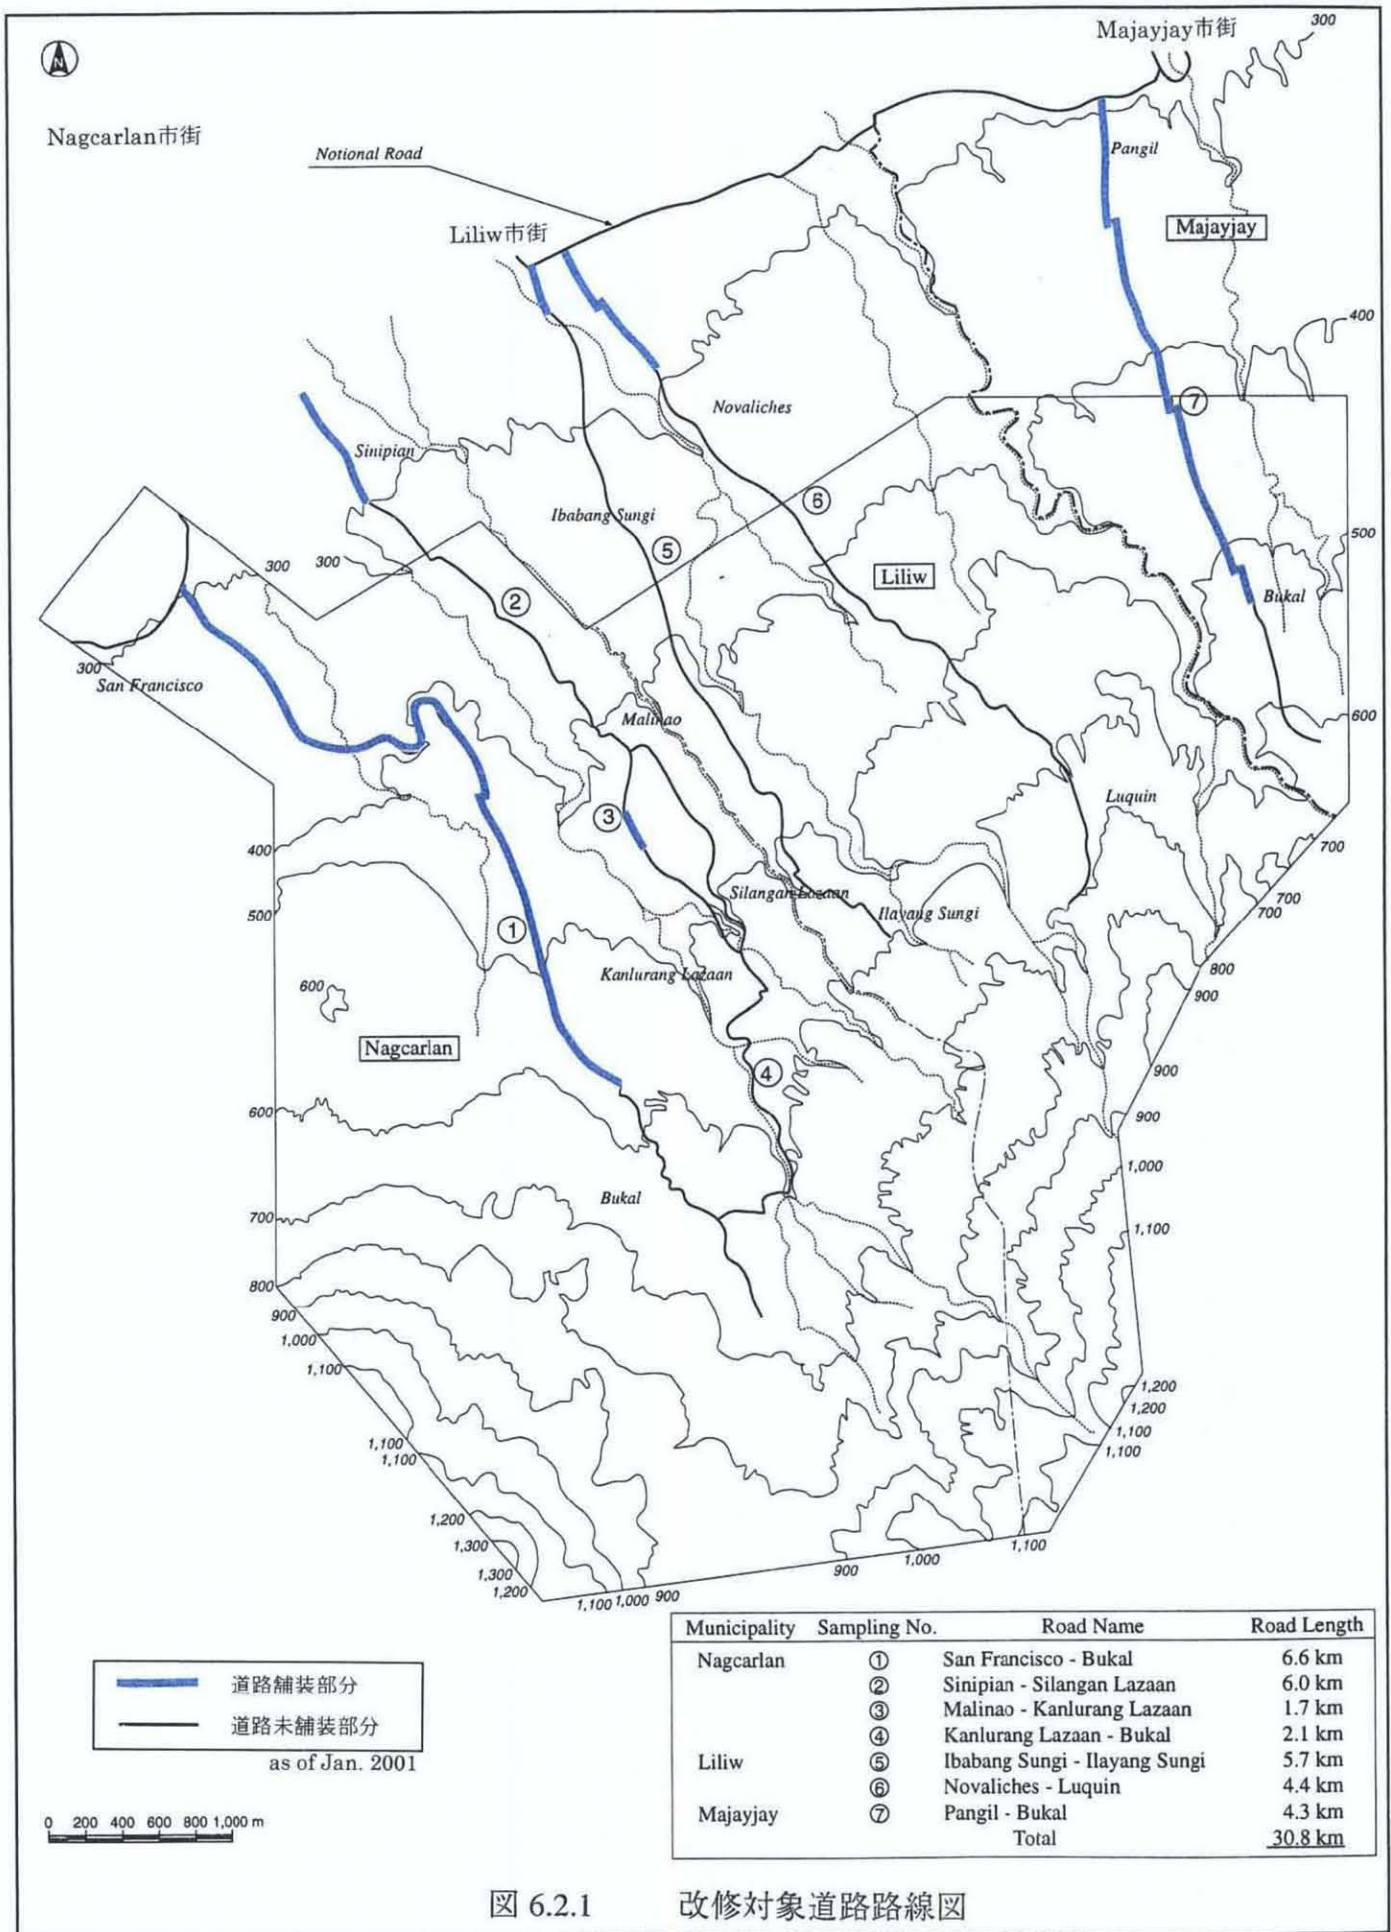 N
Majayjay市街
300
Nagcarlan市街
Notional Road
Pangil
Liliw市街
Majayjay
400
⑦
Novaliches
Sinipian
⑥
Ibabang Sungi
500
⑤
300
300
Liliw
②
Bukal
300
San Francisco
600
Malinao
Luquin
③
400
700
Silangan Lozaan
700
500
Ilayang Sungi
700
①
Kanlurang Lazaan
800
600
900
Nagcarlan
④
900
600
900
1,000
Bukal
700
1,100
800
900
1,000
1,100
1,200
1,200
1,100
1,100
1,100
1,100
1,200
1,300
1,100
1,000
900
1,300
1,200
1,100 1,000 900
Municipality Sampling No. Road Name Road Length
Nagcarlan ① San Francisco - Bukal 6.6 km
② Sinipian - Silangan Lazaan 6.0 km
③ Malinao - Kanlurang Lazaan 1.7 km
④ Kanlurang Lazaan - Bukal 2.1 km
Liliw ⑤ Ibabang Sungi - Ilayang Sungi 5.7 km
⑥ Novaliches - Luquin 4.4 km
Majayjay ⑦ Pangil - Bukal 4.3 km
Total 30.8 km
道路舗装部分
道路未舗装部分
as of Jan. 2001
0 200 400 600 800 1,000 m
図 6.2.1 改修対象道路路線図